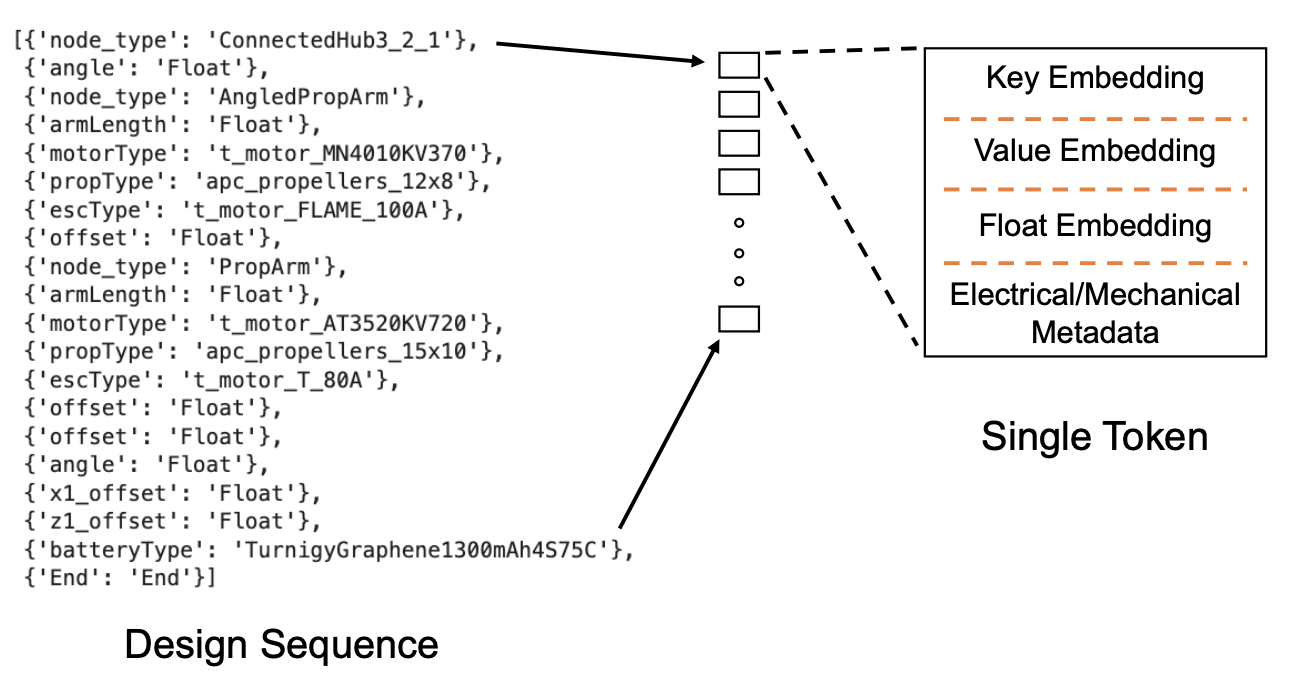 [{'node_type': 'ConnectedHub3_2_1'},
{'angle': 'Float'},
{'node_type': 'AngledPropArm'},
{'armLength': 'Float'},
{'motorType': 't_motor_MN4010KV370'},
{'propType': 'apc_propellers_12x8'},
{'escType': 't_motor_FLAME_100A'},
{'offset': 'Float'},
{'node_type': 'PropArm'},
{'armLength': 'Float'},
{'motorType': 't_motor_AT3520KV720'},
{'propType': 'apc_propellers_15x10'},
{'escType': 't_motor_T_80A'},
{'offset': 'Float'},
{'offset': 'Float'},
{'angle': 'Float'},
{'x1_offset': 'Float'},
{'z1_offset': 'Float'},
{'batteryType': 'TurnigyGraphene1300mAh4S75C'},
{'End': 'End'}]
Design Sequence
Key Embedding
Value Embedding
Float Embedding
Electrical/Mechanical
Metadata
Single Token